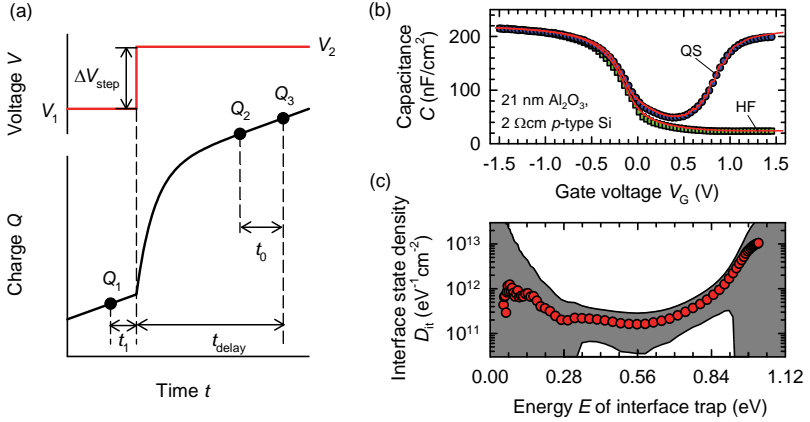 (a)
Voltage V
V1
ΔVstep
V2
Charge Q
Q1
Q2
Q3
t0
t1
tdelay
Time t
(b)
Capacitance
C (nF/cm²)
200
100
0
QS
HF
21 nm Al2O3,
2 Ωcm p-type Si
-1.5 -1.0 -0.5 0.0 0.5 1.0 1.5
Gate voltage VG (V)
(c)
Interface state density
Dit (eV⁻¹cm⁻²)
10¹³
10¹²
10¹¹
0.00 0.28 0.56 0.84 1.12
Energy E of interface trap (eV)